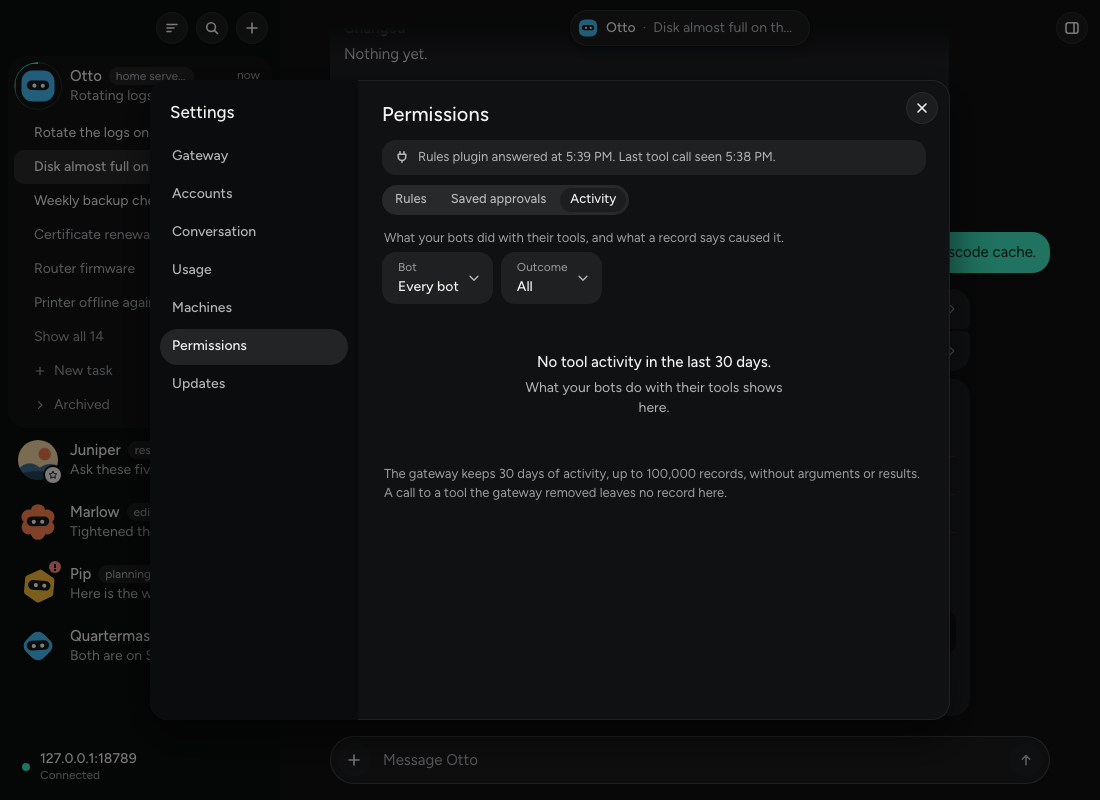 Otto · Disk almost full on th...
Nothing yet.
Otto home serve... now
Rotating logs
Rotate the logs on
Disk almost full on
Weekly backup che
Certificate renewa
Router firmware
Printer offline again
Show all 14
New task
Archived
Juniper res
Ask these five
Marlow edi
Tightened th
Pip planning
Here is the w
Quartermas
Both are on S
127.0.0.1:18789
Connected
Settings
Gateway
Accounts
Conversation
Usage
Machines
Permissions
Updates
Permissions
Rules plugin answered at 5:39 PM. Last tool call seen 5:38 PM.
Rules Saved approvals Activity
What your bots did with their tools, and what a record says caused it.
Bot
Every bot
Outcome
All
No tool activity in the last 30 days.
What your bots do with their tools shows
here.
The gateway keeps 30 days of activity, up to 100,000 records, without arguments or results.
A call to a tool the gateway removed leaves no record here.
scode cache.
Message Otto